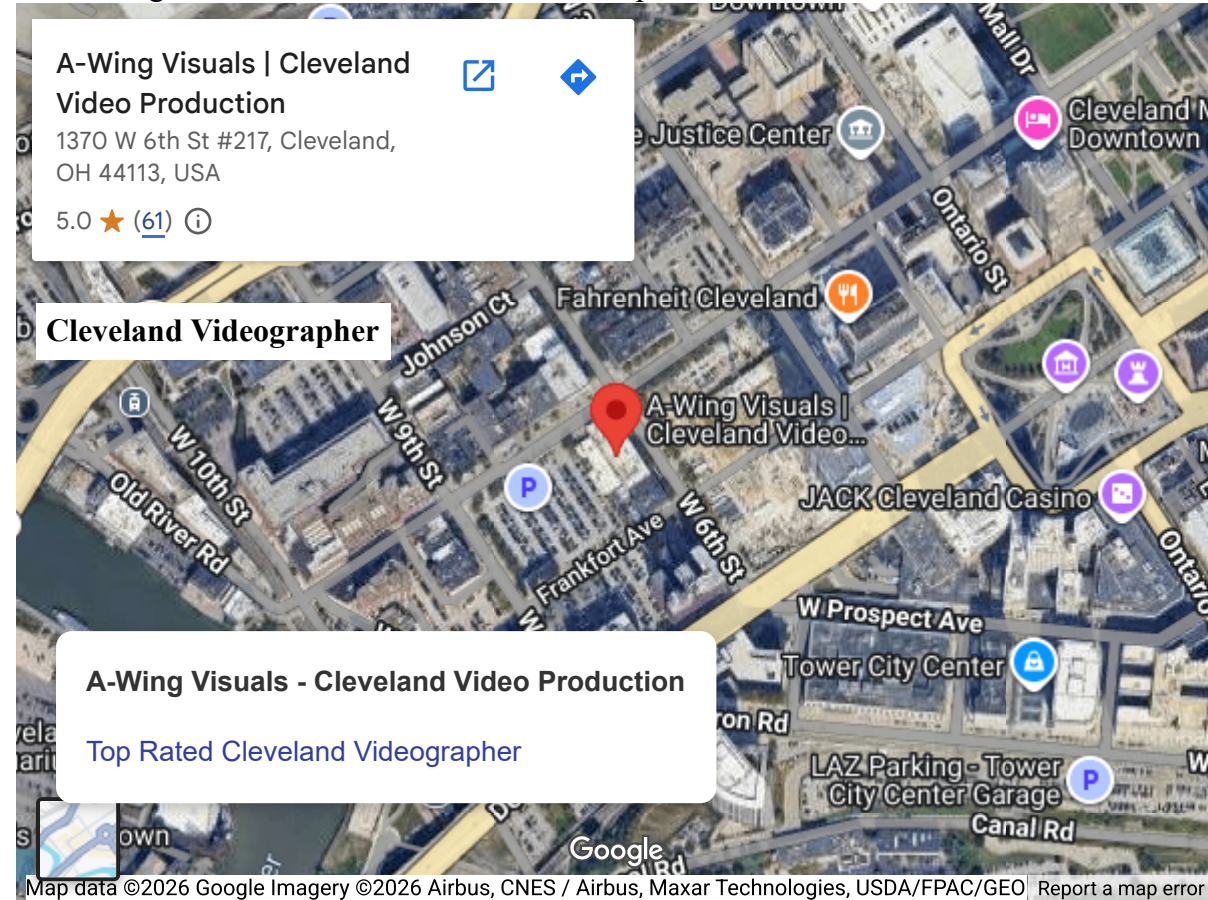 Downtown
Mall Dr
A-Wing Visuals | Cleveland
Video Production
1370 W 6th St #217, Cleveland,
OH 44113, USA
5.0 ★ (61)
Justice Center
Cleveland M
Downtown
Ontario St
Fahrenheit Cleveland
Cleveland Videographer
Johnson Ct
A-Wing Visuals |
Cleveland Video...
W 9th St
W 10th St
P
Old River Rd
JACK Cleveland Casino
W 6th St
Frankfort Ave
Ontario
W Prospect Ave
Tower City Center
A-Wing Visuals - Cleveland Video Production
Top Rated Cleveland Videographer
ron Rd
LAZ Parking - Tower
City Center Garage
P
Canal Rd
own
Google
Rd
Map data ©2026 Google Imagery ©2026 Airbus, CNES / Airbus, Maxar Technologies, USDA/FPAC/GEO
Report a map error